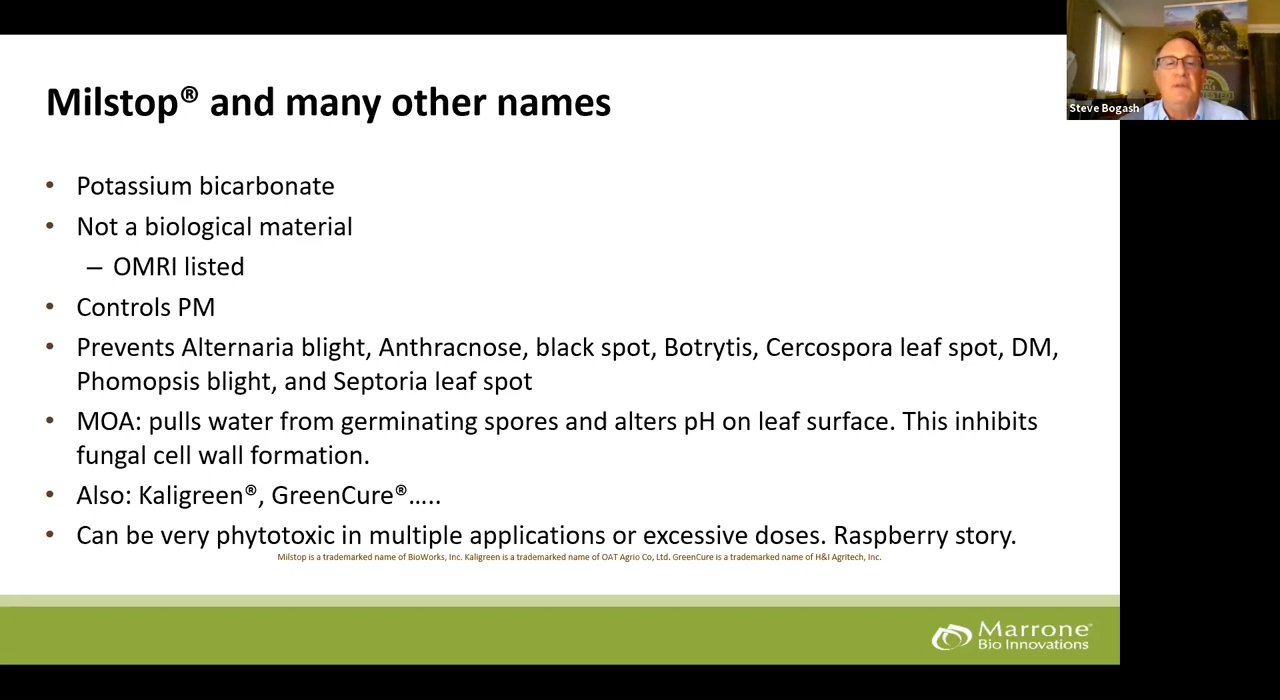 Milstop® and many other names
Steve Bogash
• Potassium bicarbonate
• Not a biological material
– OMRI listed
• Controls PM
• Prevents Alternaria blight, Anthracnose, black spot, Botrytis, Cercospora leaf spot, DM,
Phomopsis blight, and Septoria leaf spot
• MOA: pulls water from germinating spores and alters pH on leaf surface. This inhibits
fungal cell wall formation.
• Also: Kaligreen®, GreenCure®.....
• Can be very phytotoxic in multiple applications or excessive doses. Raspberry story.
Milstop is a trademarked name of BioWorks, Inc. Kaligreen is a trademarked name of OAT Agrio Co, Ltd. GreenCure is a trademarked name of H&I Agritech, Inc.
Marrone™
Bio Innovations